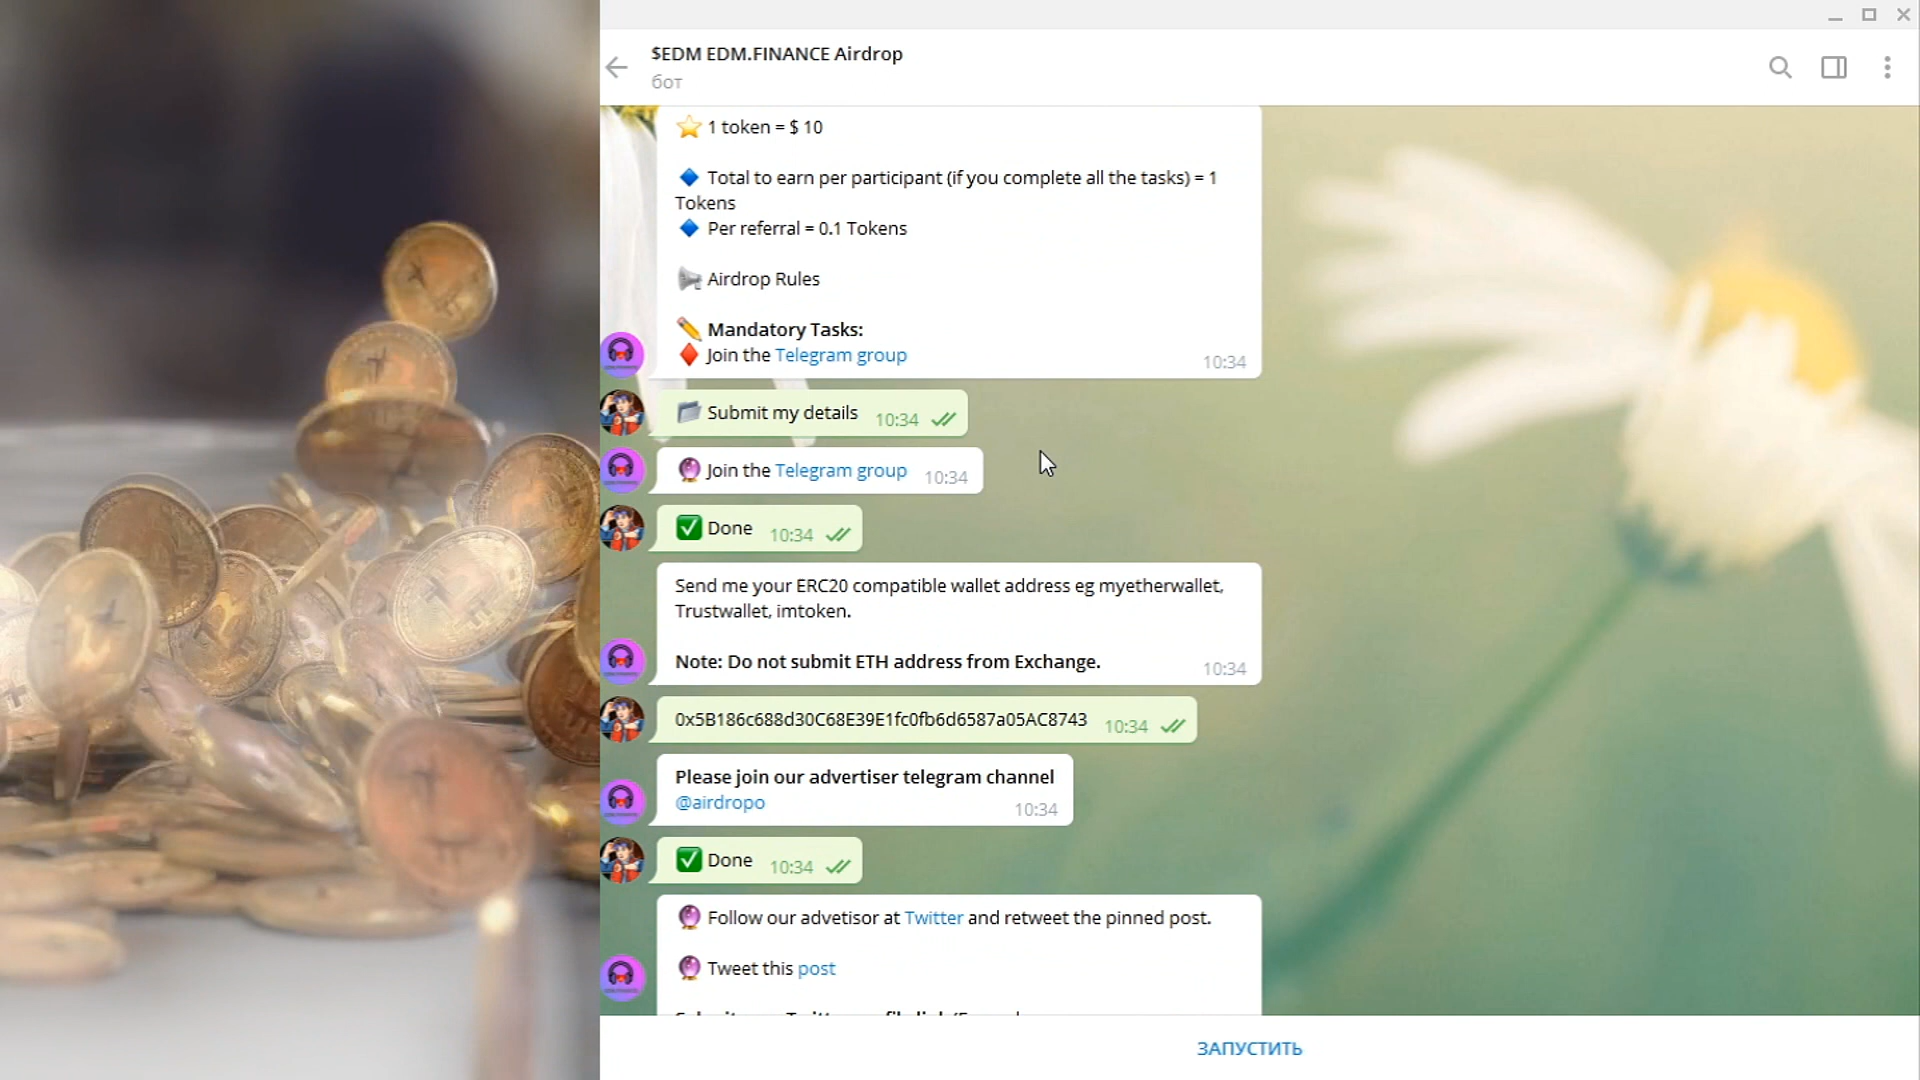 $EDM EDM.FINANCE Airdrop
бот
1 token = $ 10
Total to earn per participant (if you complete all the tasks) = 1
Tokens
Per referral = 0.1 Tokens
Airdrop Rules
Mandatory Tasks:
Join the Telegram group
10:34
Submit my details 10:34
Join the Telegram group 10:34
Done 10:34
Send me your ERC20 compatible wallet address eg myetherwallet,
Trustwallet, imtoken.
Note: Do not submit ETH address from Exchange.
10:34
0x5B186c688d30C68E39E1fc0fb6d6587a05AC8743 10:34
Please join our advertiser telegram channel
@airdropo
10:34
Done 10:34
Follow our advetisor at Twitter and retweet the pinned post.
Tweet this post
ЗАПУСТИТЬ